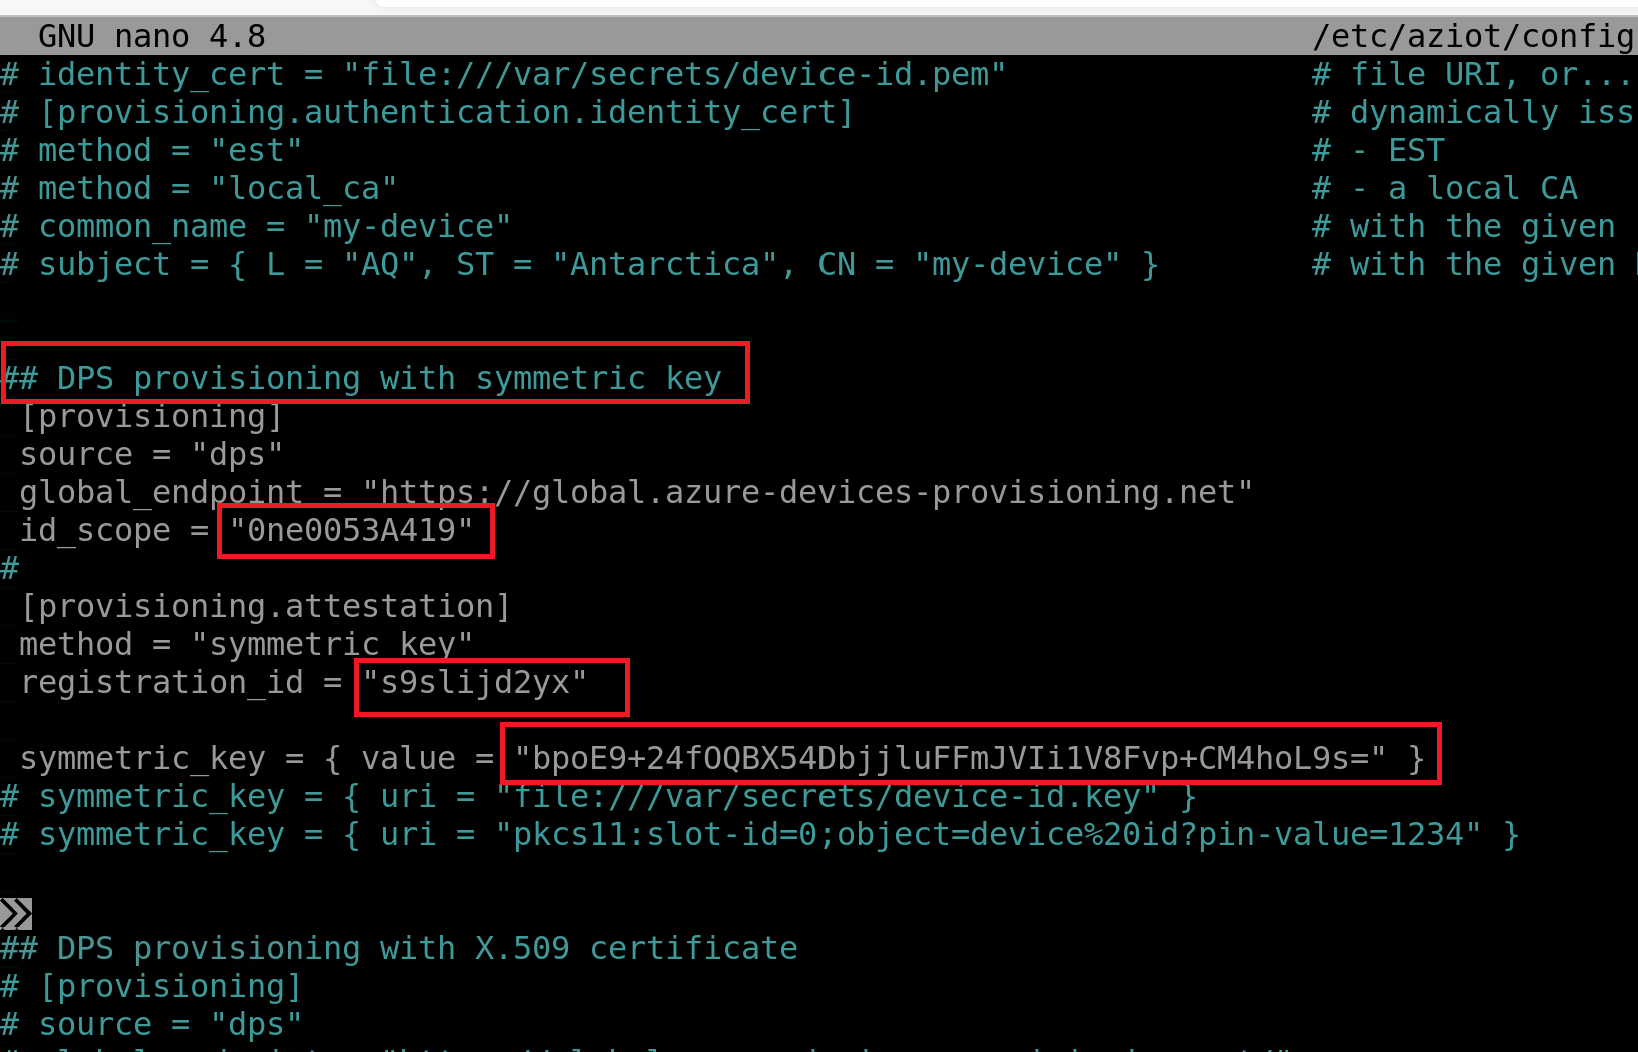 GNU nano 4.8 /etc/aziot/config
# identity_cert = "file:///var/secrets/device-id.pem" # file URI, or...
# [provisioning.authentication.identity_cert] # dynamically iss
# method = "est" # - EST
# method = "local_ca" # - a local CA
# common_name = "my-device" # with the given
# subject = { L = "AQ", ST = "Antarctica", CN = "my-device" } # with the given
## DPS provisioning with symmetric key
[provisioning]
source = "dps"
global_endpoint = "https://global.azure-devices-provisioning.net"
id_scope = "0ne0053A419"
#
[provisioning.attestation]
method = "symmetric_key"
registration_id = "s9slijd2yx"
symmetric_key = { value = "bpoE9+24fOQBX54DbjjluFFmJVIi1V8Fvp+CM4hoL9s=" }
# symmetric_key = { uri = "file:///var/secrets/device-id.key" }
# symmetric_key = { uri = "pkcs11:slot-id=0;object=device%20id?pin-value=1234" }
## DPS provisioning with X.509 certificate
# [provisioning]
# source = "dps"